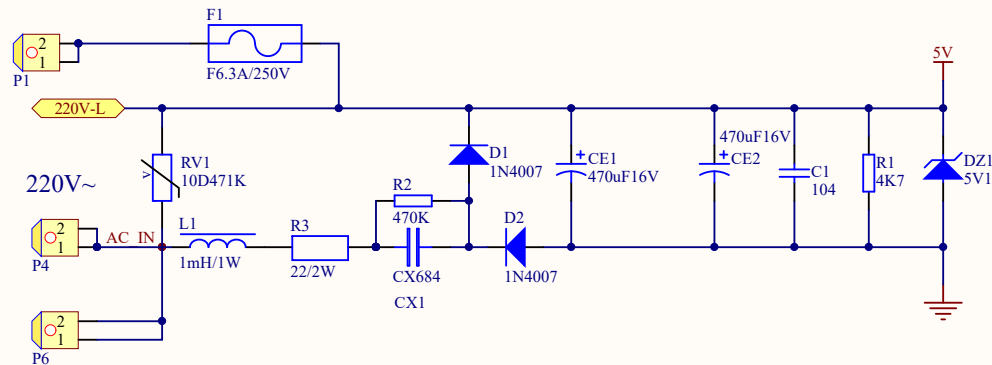 F1
2
1
P1
F6.3A/250V
5V
220V-L
470uF16V
RV1
10D471K
D1
1N4007
CE1
470uF16V
CE2
C1
104
R1
4K7
DZ1
5V1
v
220V~
R2
470K
2
1
P4
AC IN
L1
1mH/1W
R3
22/2W
D2
1N4007
CX684
CX1
2
1
P6
+
+